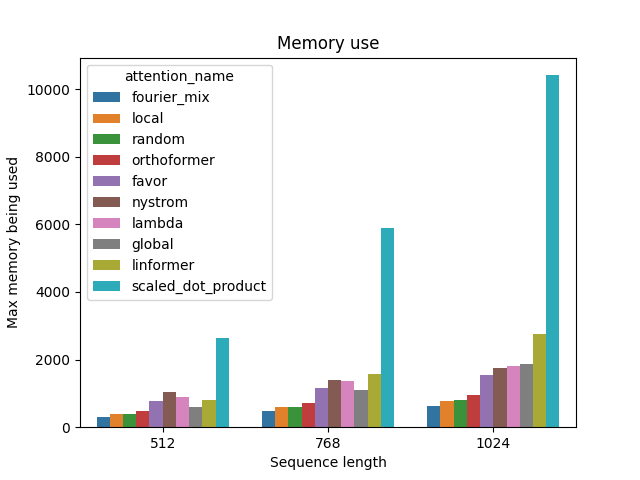 Memory use
Max memory being used
10000
8000
6000
4000
2000
0
attention_name
fourier_mix
local
random
orthoformer
favor
nystrom
lambda
global
linformer
scaled_dot_product
512
768
1024
Sequence length